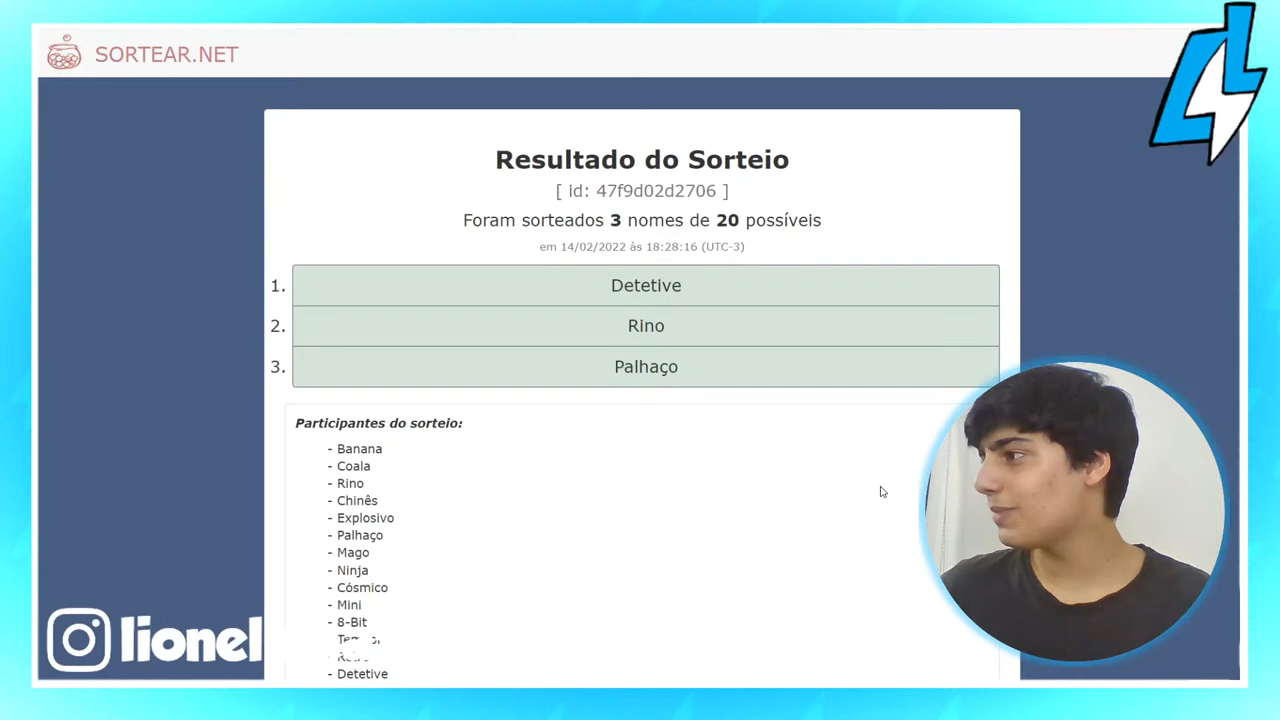 SORTEAR.NET
Resultado do Sorteio
[ id: 47f9d02d2706 ]
Foram sorteados 3 nomes de 20 possíveis
em 14/02/2022 às 18:28:16 (UTC-3)
1. Detetive
2. Rino
3. Palhaço
Participantes do sorteio:
- Banana
- Coala
- Rino
- Chinês
- Explosivo
- Palhaço
- Mago
- Ninja
- Cósmico
- Mini
- 8-Bit
- Detetive
lionel